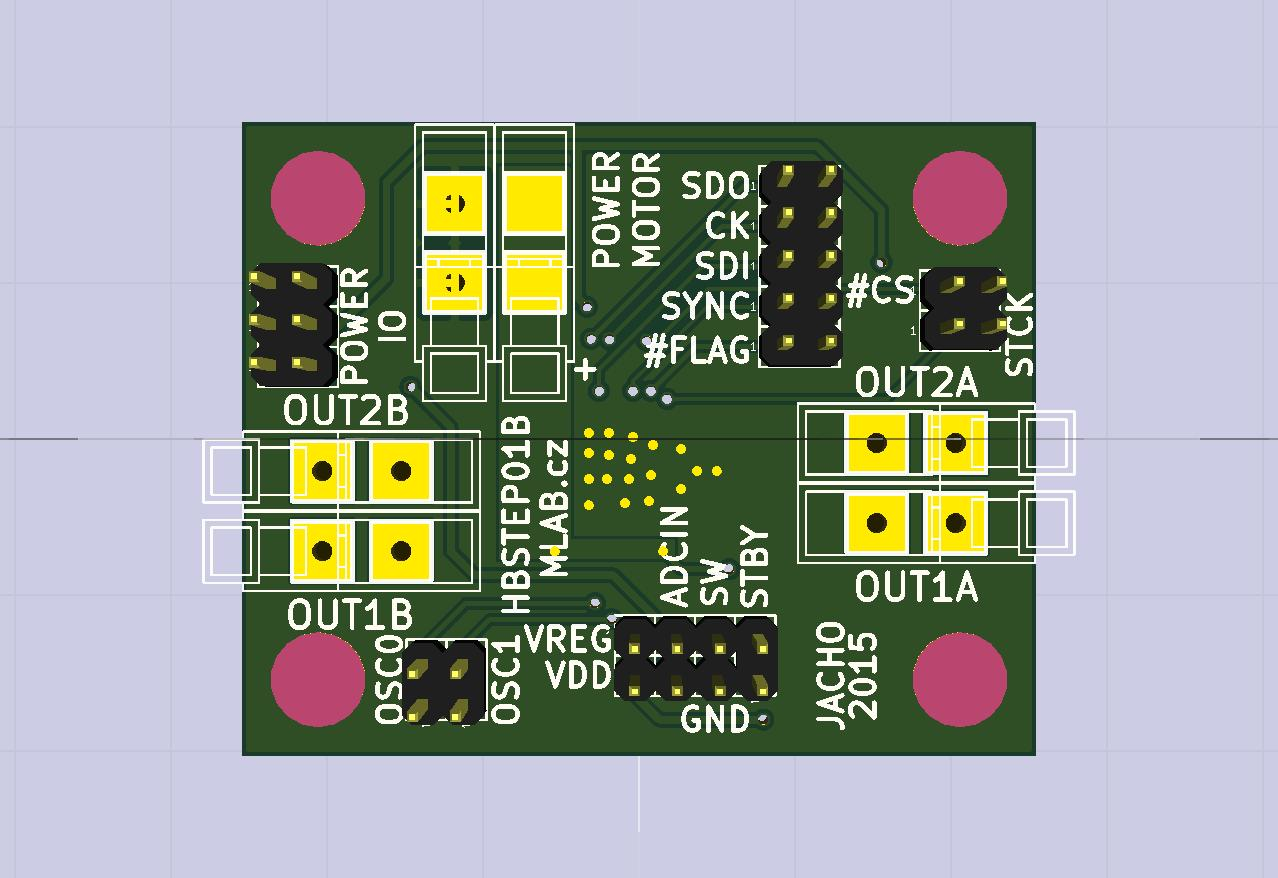 POWER
MOTOR
SDO
CK
SDI
SYNC
#FLAG
#CS
STCK
POWER
IO
+
OUT2B
OUT2A
HBSTEP01B
MLAB.cz
ADCIN
SW
STBY
OUT1A
OUT1B
OSC0
OSC1
VREG
VDD
GND
JACHO
2015